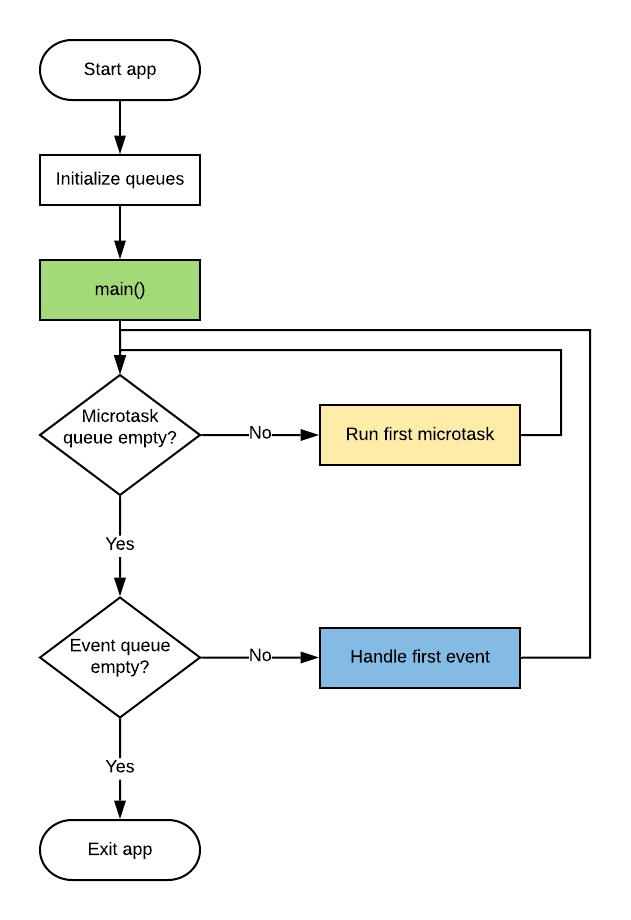 Start app
Initialize queues
main()
Microtask
queue empty?
No
Run first microtask
Yes
Event queue
empty?
No
Handle first event
Yes
Exit app